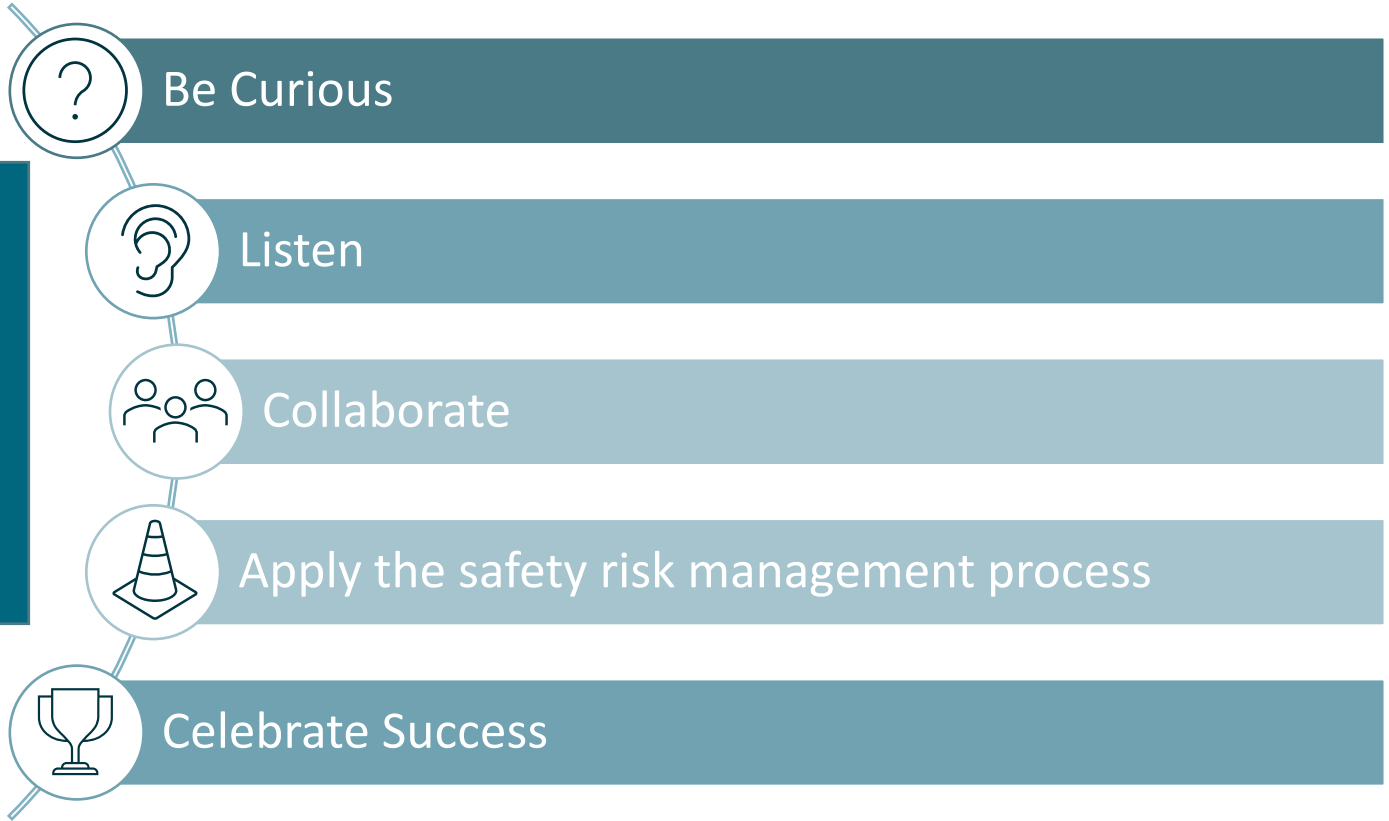 ?
Be Curious
Listen
Collaborate
Apply the safety risk management process
Celebrate Success